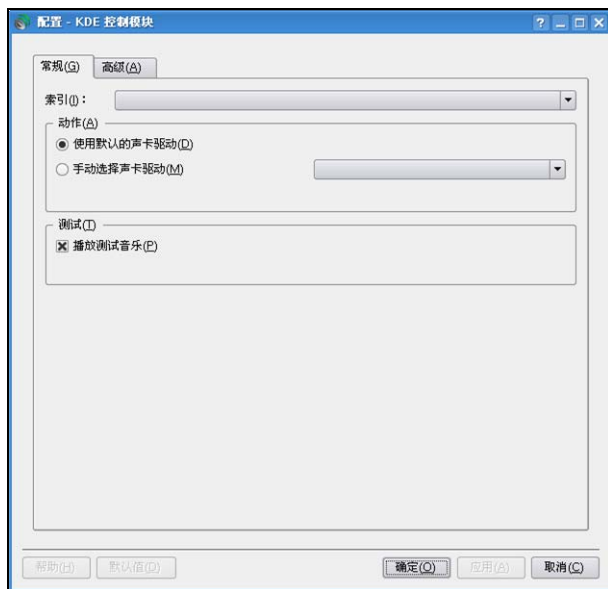 配置 - KDE 控制模块
常规(G) 高级(A)
索引(I):
动作(A)
使用默认的声卡驱动(D)
手动选择声卡驱动(M)
测试(T)
播放测试音乐(P)
帮助(H) 默认值(D) 确定(O) 应用(A) 取消(C)